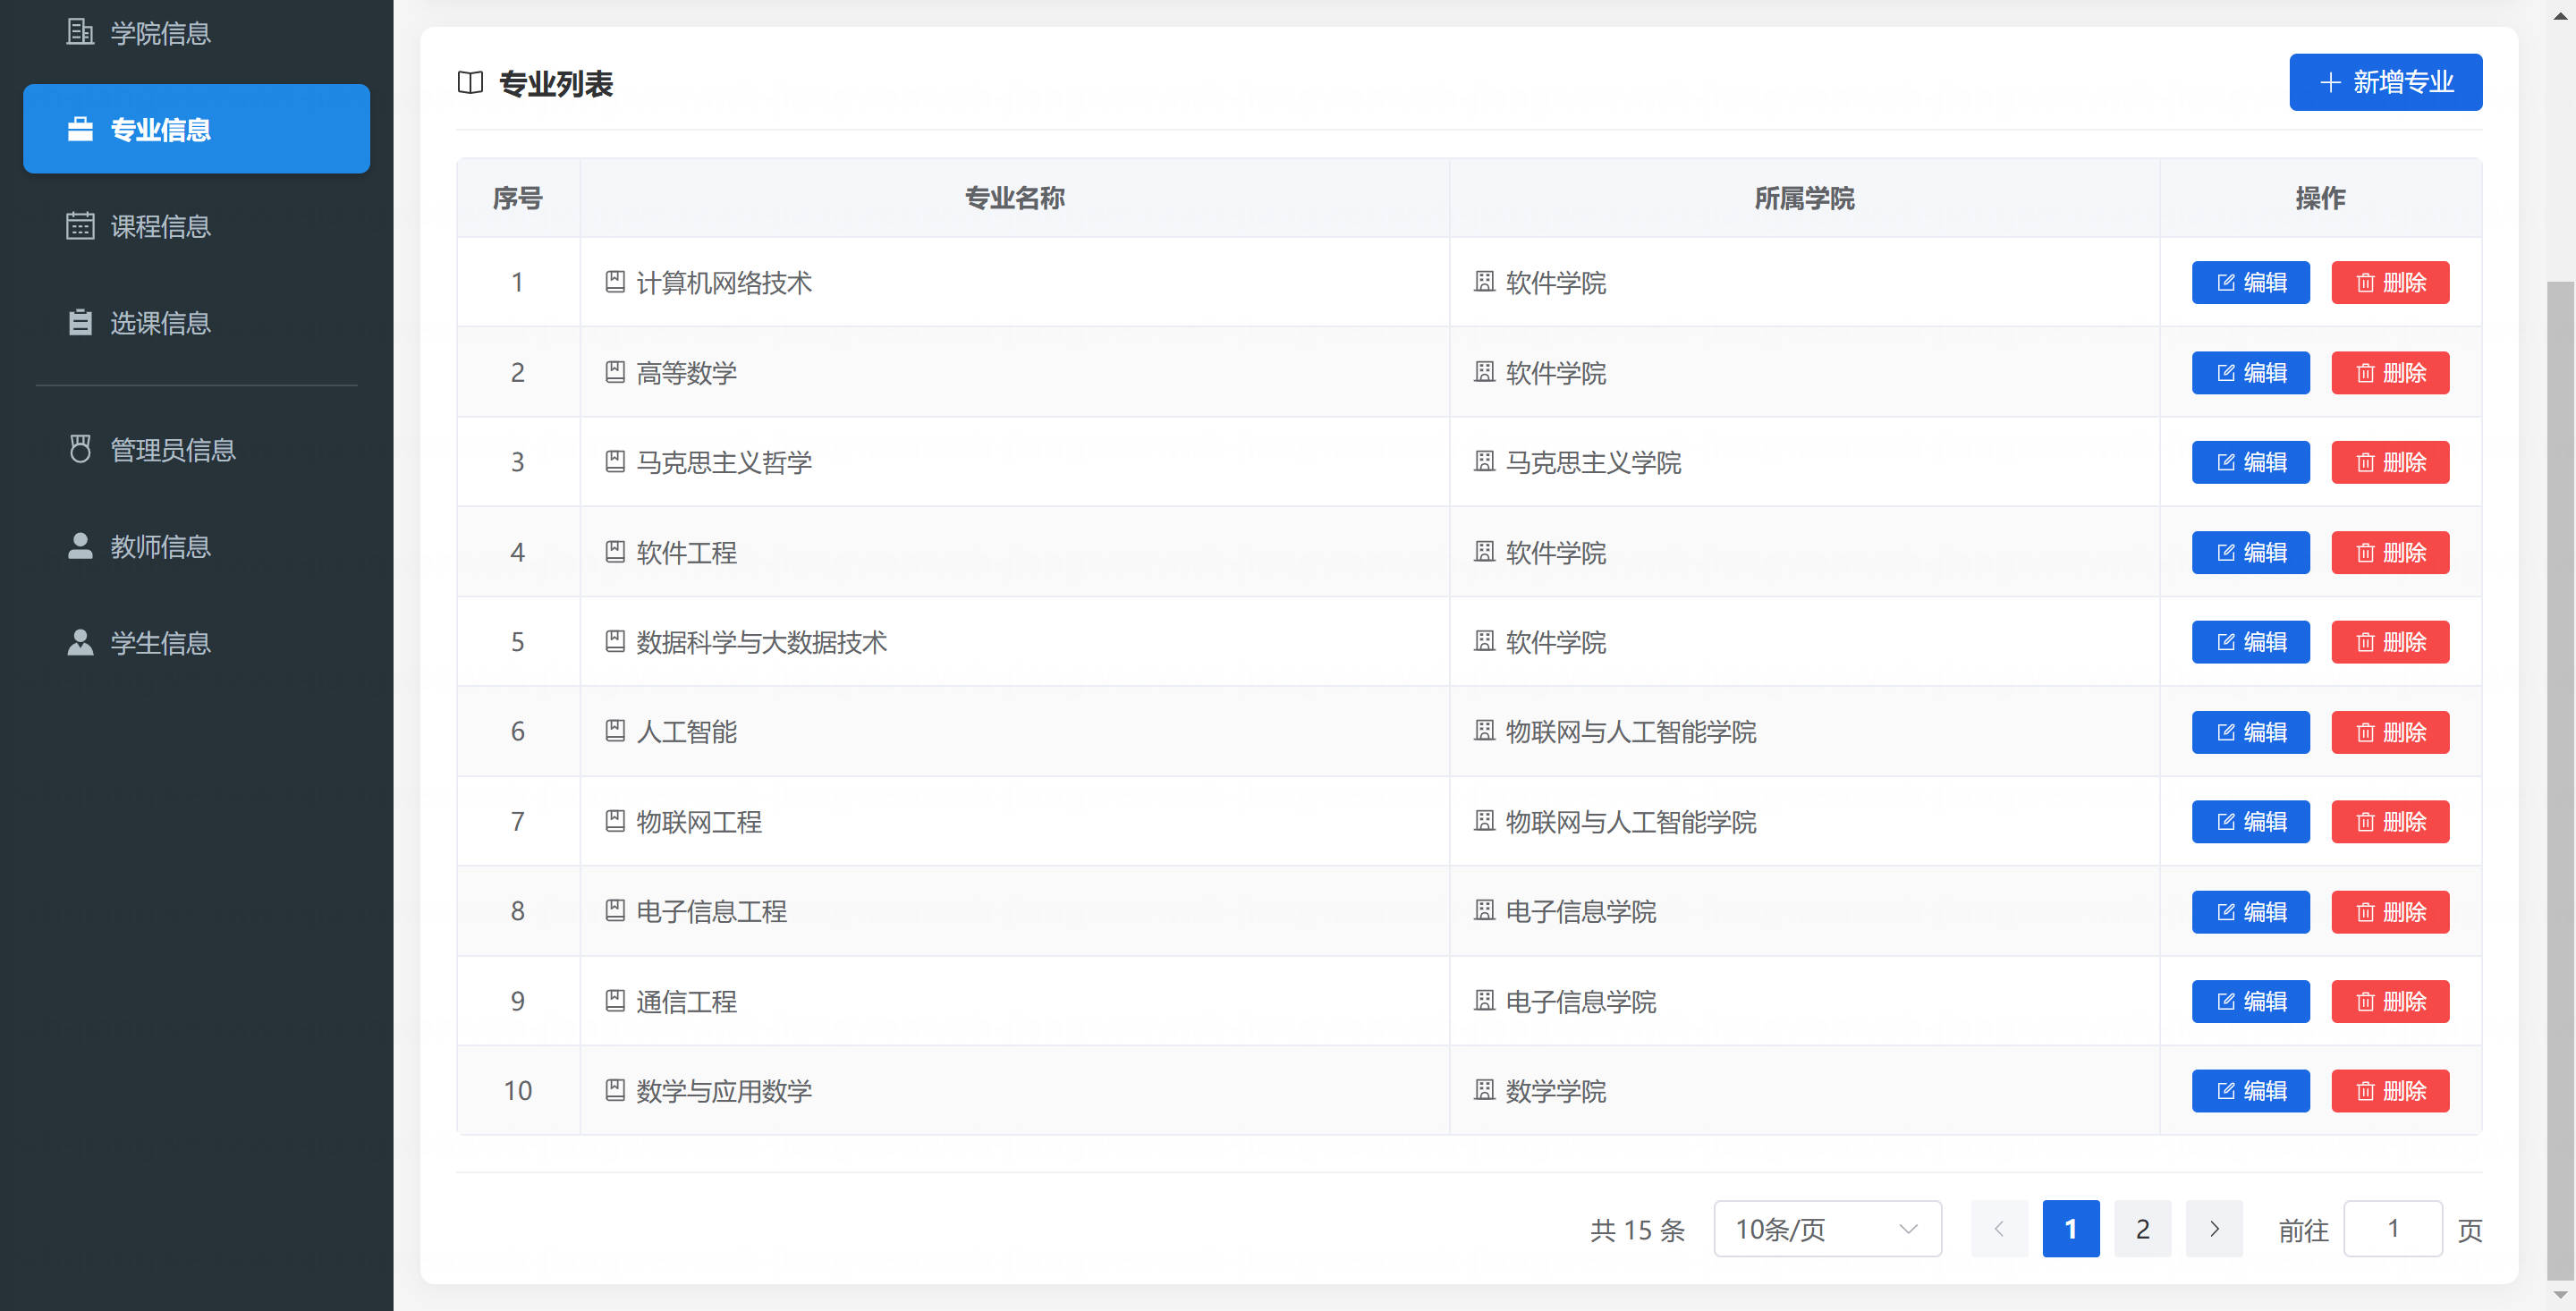 学院信息
专业信息
课程信息
选课信息
管理员信息
教师信息
学生信息
专业列表
新增专业
序号 专业名称 所属学院 操作
1 计算机网络技术 软件学院 编辑 删除
2 高等数学 软件学院 编辑 删除
3 马克思主义哲学 马克思主义学院 编辑 删除
4 软件工程 软件学院 编辑 删除
5 数据科学与大数据技术 软件学院 编辑 删除
6 人工智能 物联网与人工智能学院 编辑 删除
7 物联网工程 物联网与人工智能学院 编辑 删除
8 电子信息工程 电子信息学院 编辑 删除
9 通信工程 电子信息学院 编辑 删除
10 数学与应用数学 数学学院 编辑 删除
共 15 条 10条/页 1 2 前往 1 页